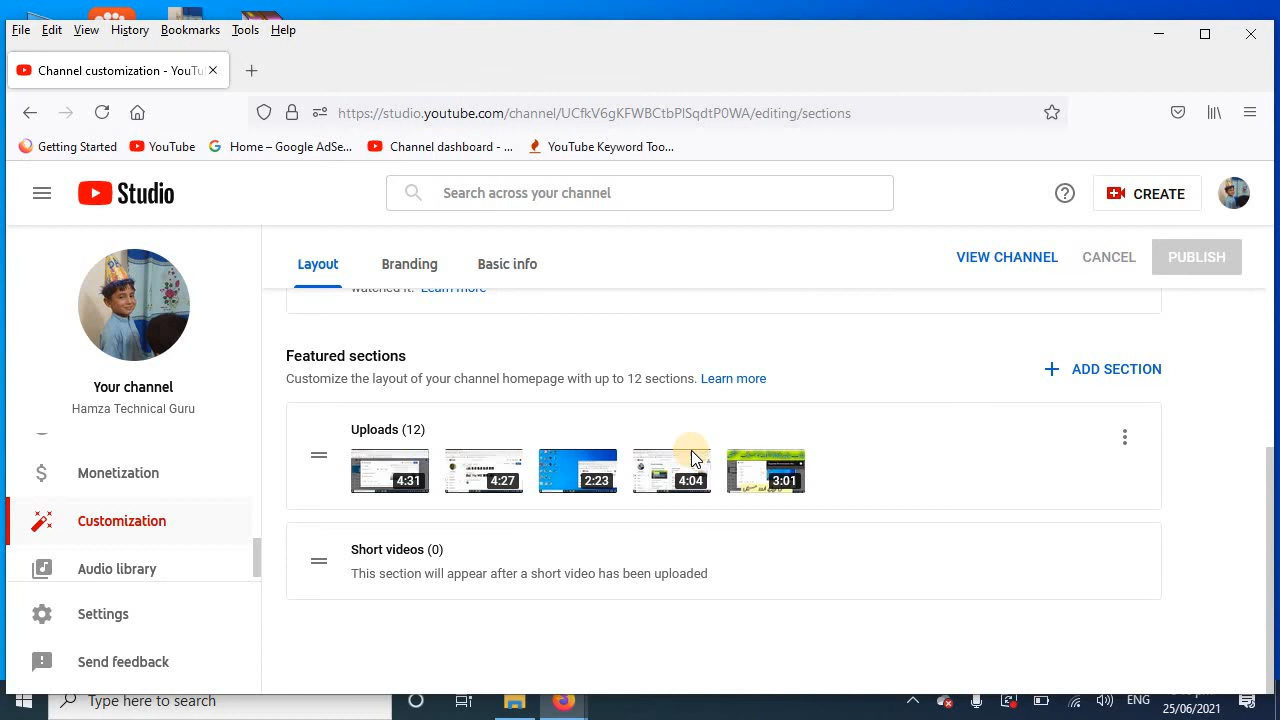 File Edit View History Bookmarks Tools Help
Channel customization - YouTu
https://studio.youtube.com/channel/UCfkV6gKFWBCtbPlSqdtP0WA/editing/sections
Getting Started YouTube Home – Google AdSe... Channel dashboard - ... YouTube Keyword Too...
Studio
Search across your channel
CREATE
Layout Branding Basic info
VIEW CHANNEL CANCEL PUBLISH
watched it. Learn more
Your channel
Hamza Technical Guru
Monetization
Customization
Audio library
Settings
Send feedback
Featured sections
Customize the layout of your channel homepage with up to 12 sections. Learn more
ADD SECTION
Uploads (12)
4:31 4:27 2:23 4:04 3:01
Short videos (0)
This section will appear after a short video has been uploaded
Type here to search
ENG
25/06/2021